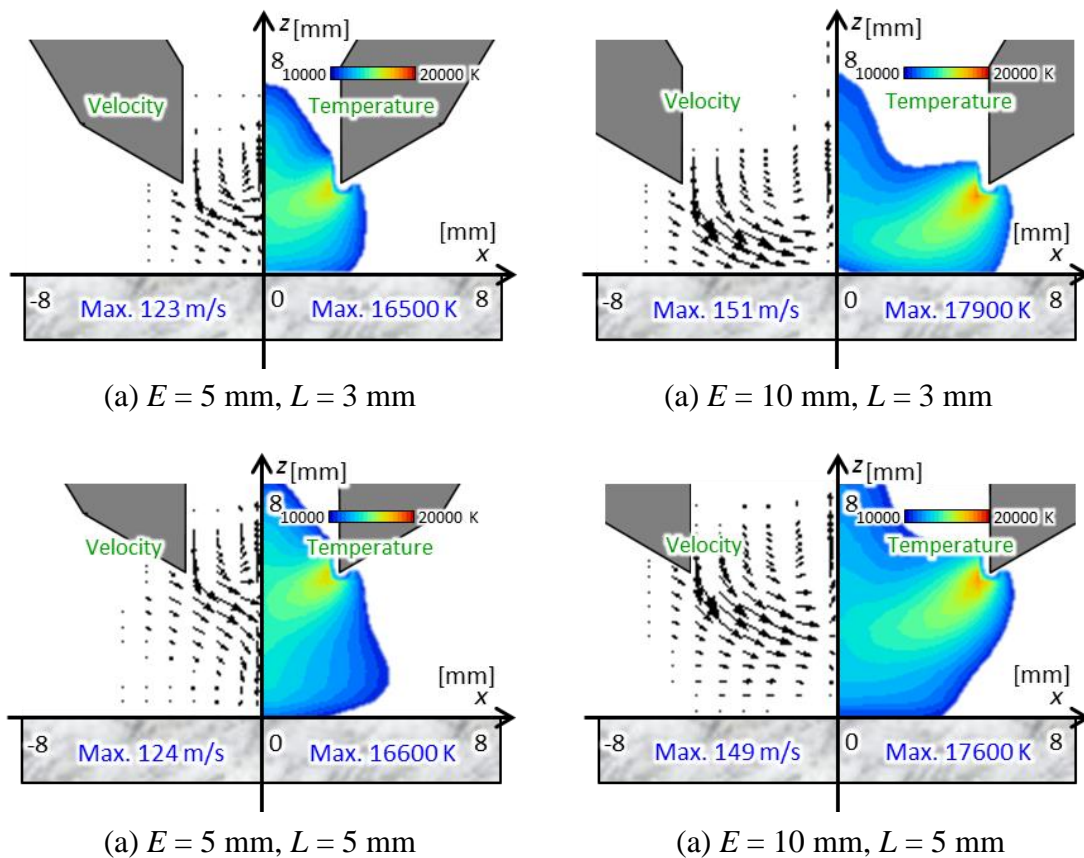 z [mm]
8
10000 20000 K
Velocity Temperature
[mm]
x
-8 0 8
Max. 123 m/s Max. 16500 K
(a) E = 5 mm, L = 3 mm
z [mm]
8
10000 20000 K
Velocity Temperature
[mm]
x
-8 0 8
Max. 151 m/s Max. 17900 K
(a) E = 10 mm, L = 3 mm
z [mm]
8
10000 20000 K
Velocity Temperature
[mm]
x
-8 0 8
Max. 124 m/s Max. 16600 K
(a) E = 5 mm, L = 5 mm
z [mm]
8
10000 20000 K
Velocity Temperature
[mm]
x
-8 0 8
Max. 149 m/s Max. 17600 K
(a) E = 10 mm, L = 5 mm